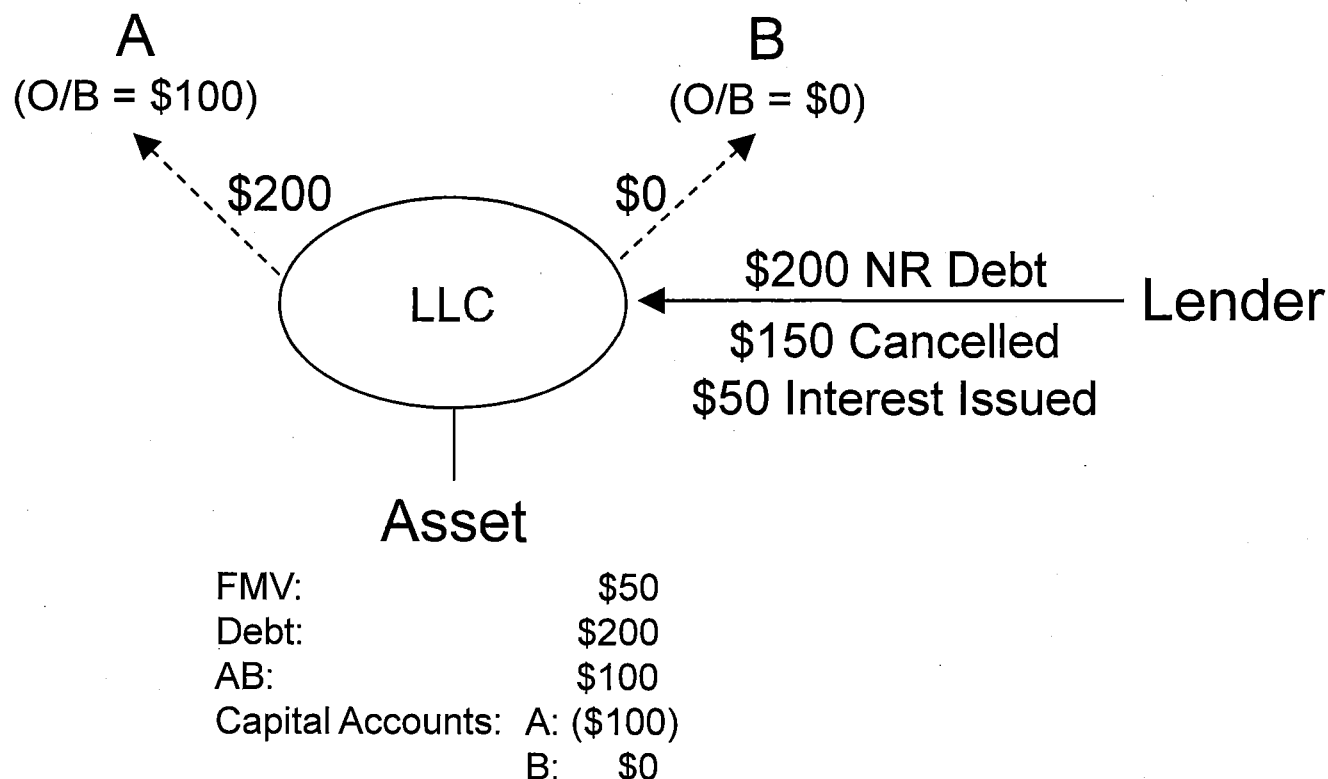 A
B
(O/B = $100)
(O/B = $0)
$200
$0
LLC
$200 NR Debt
Lender
$150 Cancelled
$50 Interest Issued
Asset
FMV: $50
Debt: $200
AB: $100
Capital Accounts: A: ($100)
B: $0